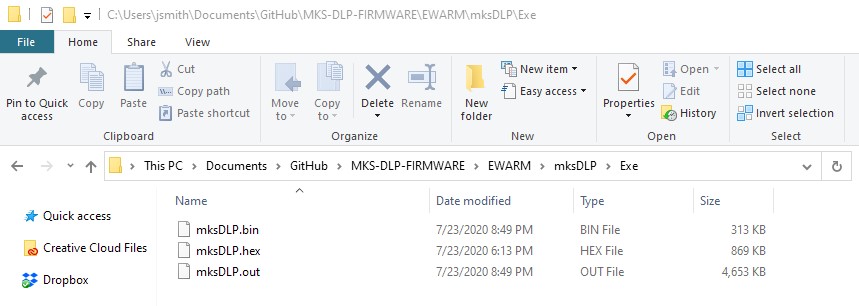 C:\Users\jsmith\Documents\GitHub\MKS-DLP-FIRMWARE\EWARM\mksDLP\Exe
File Home Share View
Pin to Quick access
Copy
Paste
Cut
Copy path
Paste shortcut
Clipboard
Move to
Copy to
Delete
Rename
Organize
New folder
New item
Easy access
New
Properties
Open
Edit
History
Open
Select all
Select none
Invert selection
Select
This PC > Documents > GitHub > MKS-DLP-FIRMWARE > EWARM > mksDLP > Exe
Quick access
Creative Cloud Files
Dropbox
Name Date modified Type Size
mksDLP.bin 7/23/2020 8:49 PM BIN File 313 KB
mksDLP.hex 7/23/2020 6:13 PM HEX File 869 KB
mksDLP.out 7/23/2020 8:49 PM OUT File 4,653 KB